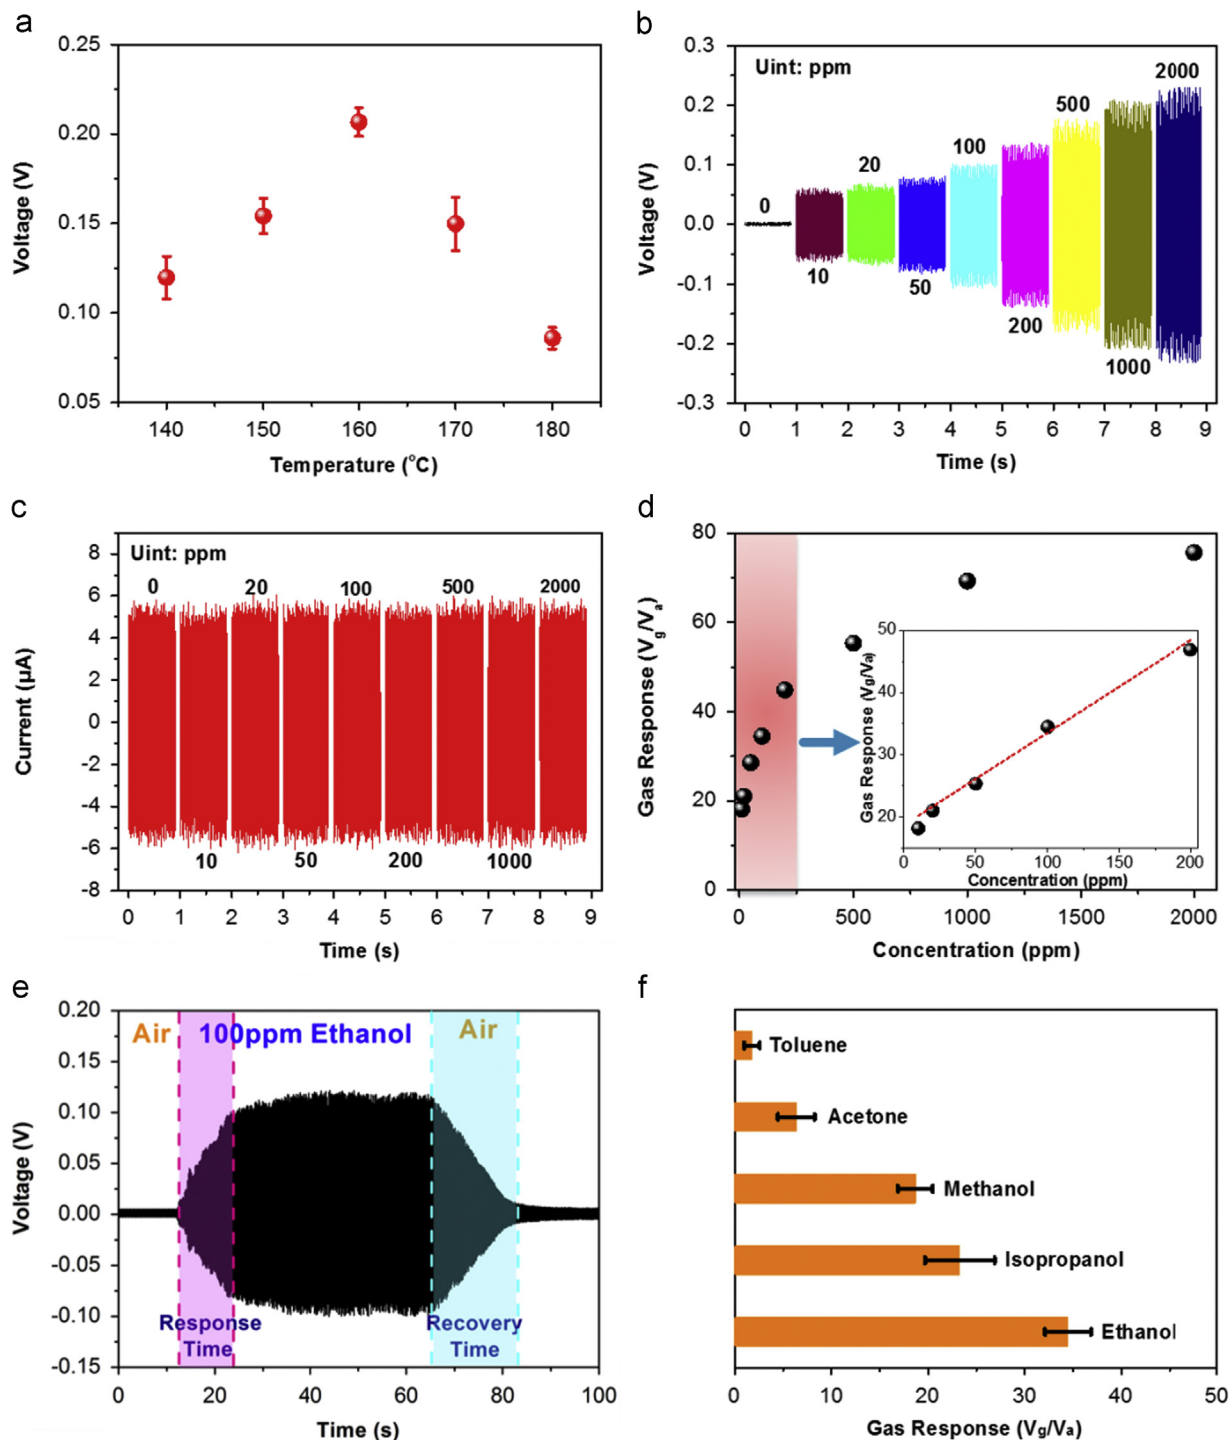 a
0.25
0.20
0.15
0.10
0.05
Voltage (V)
140 150 160 170 180
Temperature (°C)
b
Uint: ppm
0.3
0.2
0.1
0.0
-0.1
-0.2
-0.3
Voltage (V)
0
10
20
50
100
200
500
1000
2000
0 1 2 3 4 5 6 7 8 9
Time (s)
c
Uint: ppm
8
6
4
2
0
-2
-4
-6
-8
Current (μA)
0 20 100 500 2000
10 50 200 1000
0 1 2 3 4 5 6 7 8 9
Time (s)
d
80
60
40
20
0
Gas Response (Vg/Va)
0 500 1000 1500 2000
Concentration (ppm)
50
40
30
20
Gas Response (Vg/Va)
0 50 100 150 200
Concentration (ppm)
e
0.20
0.15
0.10
0.05
0.00
-0.05
-0.10
-0.15
Voltage (V)
Air 100ppm Ethanol Air
Response
Time
Recovery
Time
0 20 40 60 80 100
Time (s)
f
Toluene
Acetone
Methanol
Isopropanol
Ethanol
0 10 20 30 40 50
Gas Response (Vg/Va)